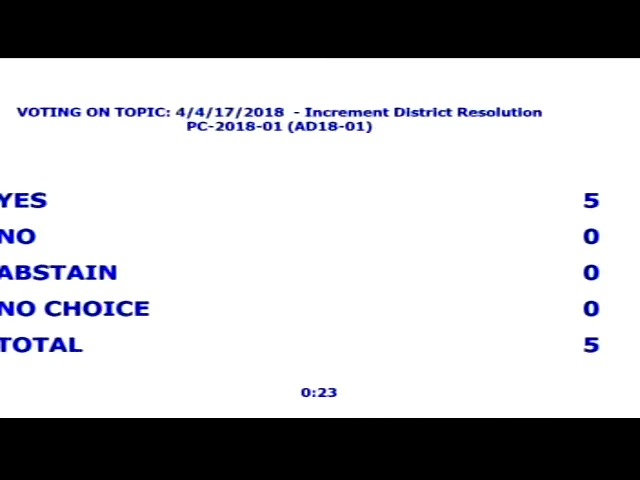 VOTING ON TOPIC: 4/4/17/2018 - Increment District Resolution
PC-2018-01 (AD18-01)
YES 5
NO 0
ABSTAIN 0
NO CHOICE 0
TOTAL 5
0:23